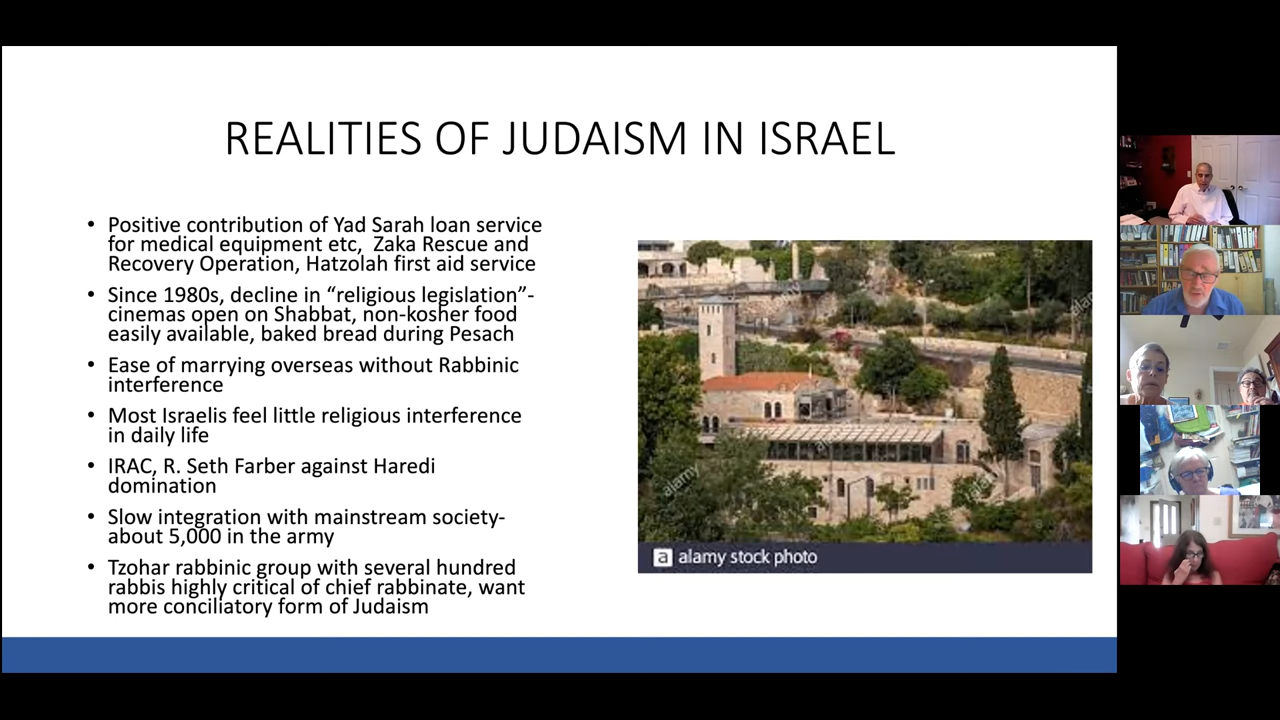 REALITIES OF JUDAISM IN ISRAEL
• Positive contribution of Yad Sarah loan service
for medical equipment etc,  Zaka Rescue and
Recovery Operation, Hatzolah first aid service
• Since 1980s, decline in “religious legislation”-
cinemas open on Shabbat, non-kosher food
easily available, baked bread during Pesach
• Ease of marrying overseas without Rabbinic
interference
• Most Israelis feel little religious interference
in daily life
• IRAC, R. Seth Farber against Haredi
domination
• Slow integration with mainstream society-
about 5,000 in the army
• Tzohar rabbinic group with several hundred
rabbis highly critical of chief rabbinate, want
more conciliatory form of Judaism
alamy
a alamy stock photo